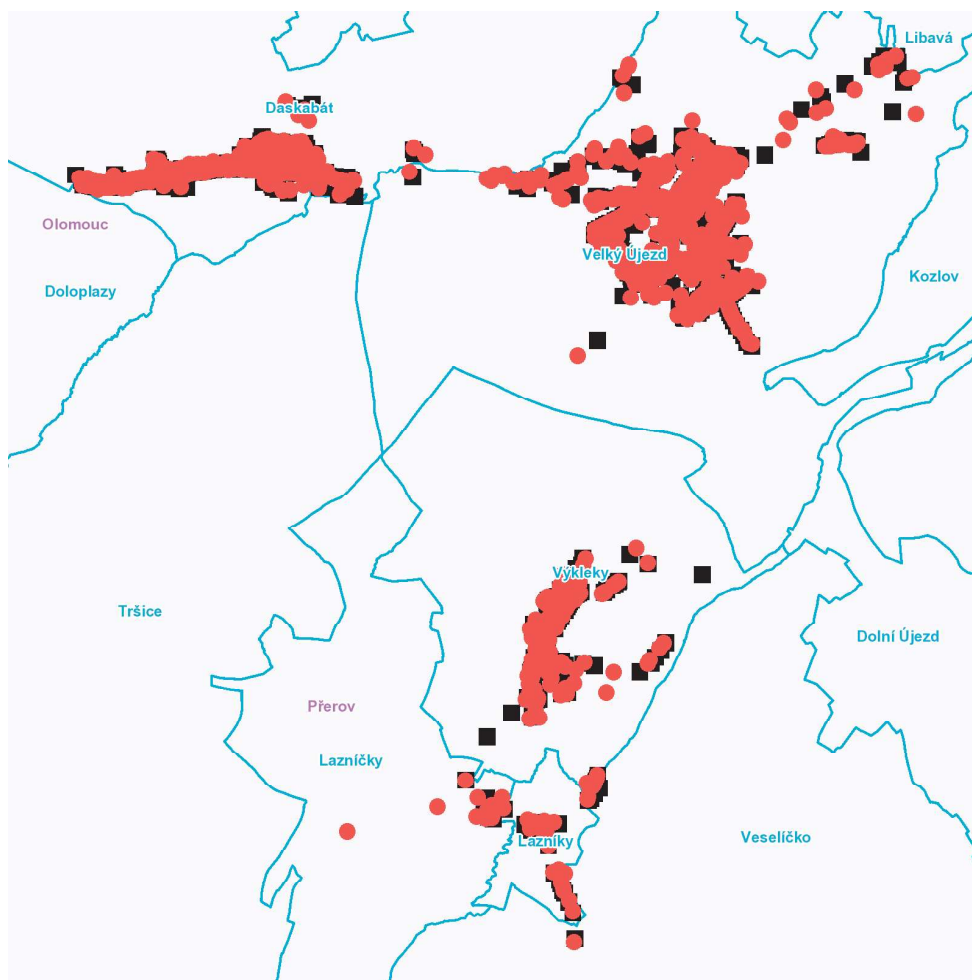 Libavá
Daskabát
Olomouc
Velký Újezd
Kozlov
Doloplazy
Výkleky
Tršice
Dolní Újezd
Přerov
Lazníčky
Lazníky
Veselíčko